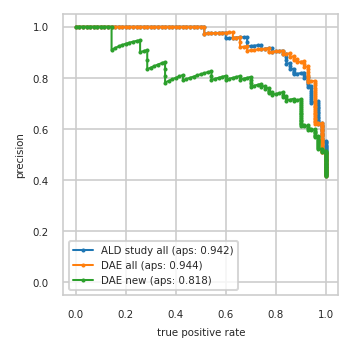 1.0
0.8
0.6
0.4
0.2
0.0
precision
ALD study all (aps: 0.942)
DAE all (aps: 0.944)
DAE new (aps: 0.818)
0.0 0.2 0.4 0.6 0.8 1.0
true positive rate